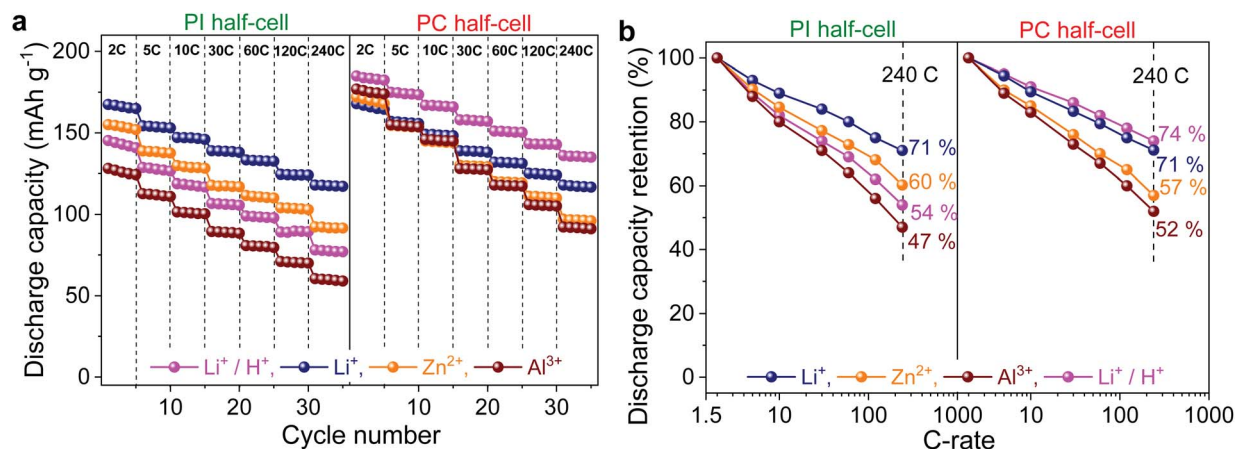 a
PI half-cell
PC half-cell
2C 5C 10C 30C 60C 120C 240C
2C 5C 10C 30C 60C 120C 240C
Discharge capacity (mAh g⁻¹)
200
150
100
50
0
Li⁺ / H⁺, Li⁺, Zn²⁺, Al³⁺
10 20 30 10 20 30
Cycle number
b
PI half-cell
PC half-cell
Discharge capacity retention (%)
100
80
60
40
20
0
240 C
71 %
60 %
54 %
47 %
240 C
74 %
71 %
57 %
52 %
Li⁺, Zn²⁺, Al³⁺, Li⁺ / H⁺
1.5 10 100 1000 10 100 1000
C-rate